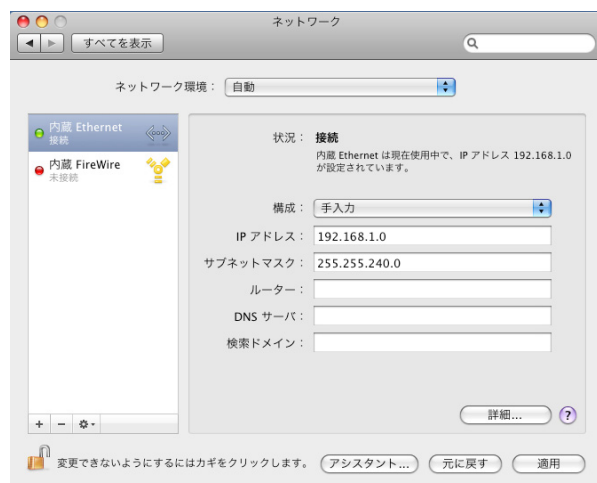 ネットワーク
すべてを表示
ネットワーク環境： 自動
内蔵 Ethernet
接続
内蔵 FireWire
未接続
状況： 接続
内蔵 Ethernet は現在使用中で、IP アドレス 192.168.1.0
が設定されています。
構成： 手入力
IP アドレス： 192.168.1.0
サブネットマスク： 255.255.240.0
ルーター：
DNS サーバ：
検索ドメイン：
詳細... ?
変更できないようにするにはカギをクリックします。 アシスタント... 元に戻す 適用